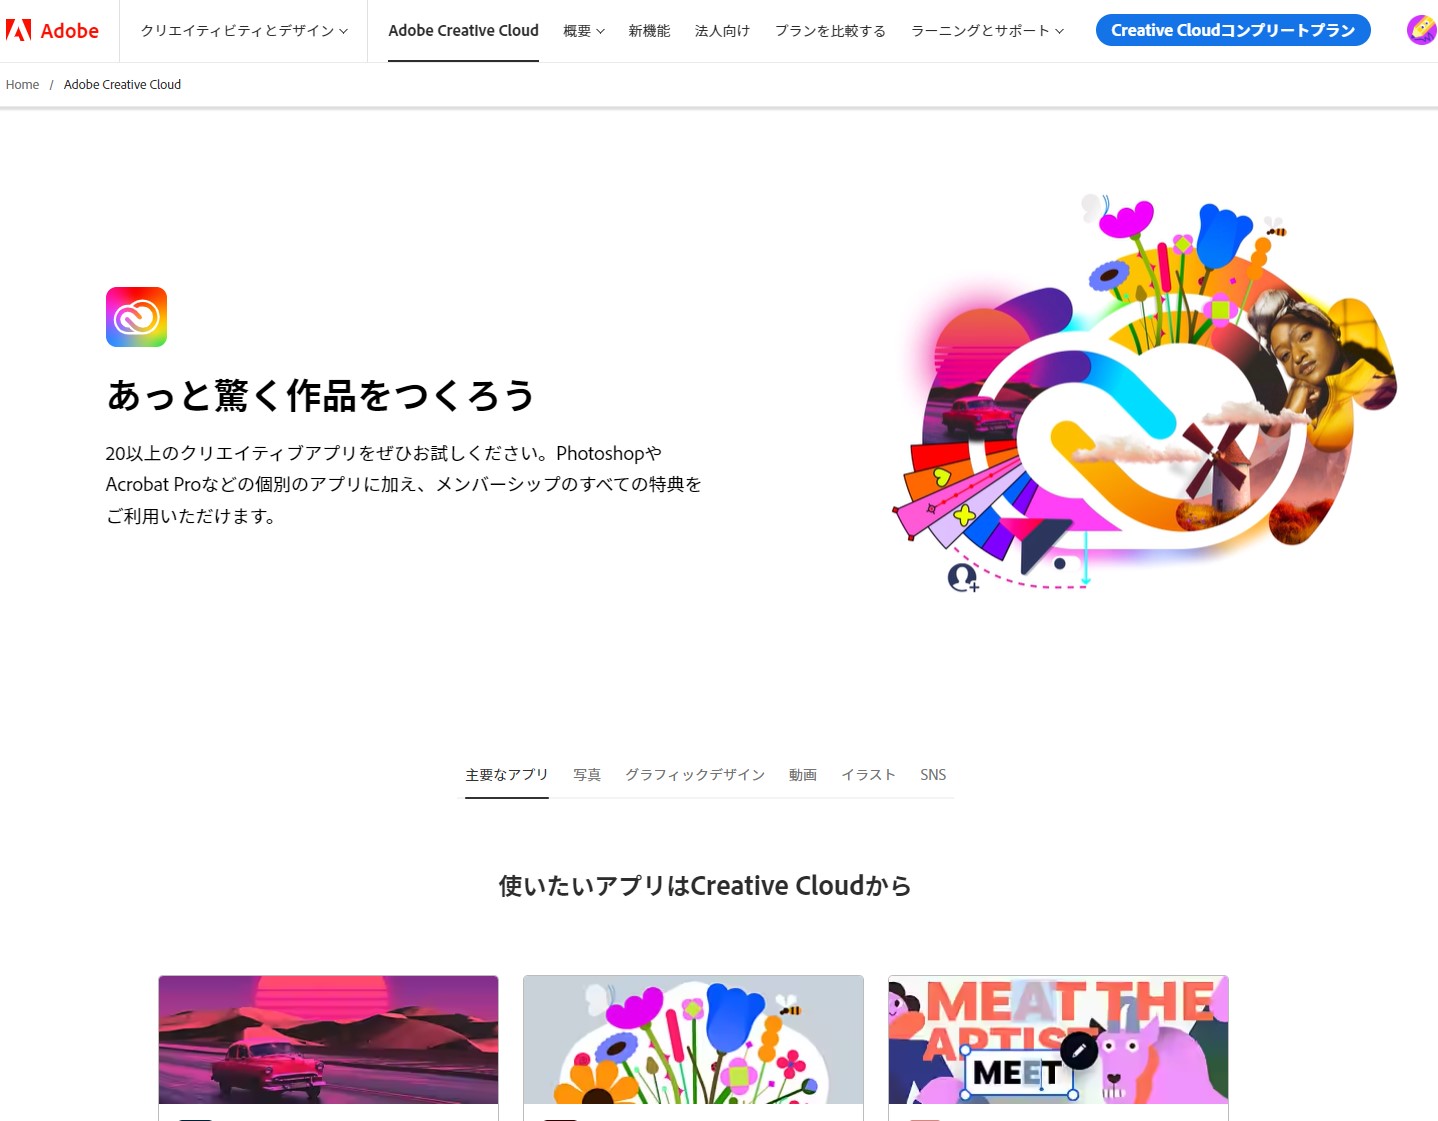 Adobe
クリエイティビティとデザイン
Adobe Creative Cloud
概要
新機能
法人向け
プランを比較する
ラーニングとサポート
Creative Cloudコンプリートプラン
Home / Adobe Creative Cloud
あっと驚く作品をつくろう
20以上のクリエイティブアプリをぜひお試しください。Photoshopや
Acrobat Proなどの個別のアプリに加え、メンバーシップのすべての特典を
ご利用いただけます。
主要なアプリ
写真
グラフィックデザイン
動画
イラスト
SNS
使いたいアプリはCreative Cloudから
MEAT THE
ARTIST
MEET